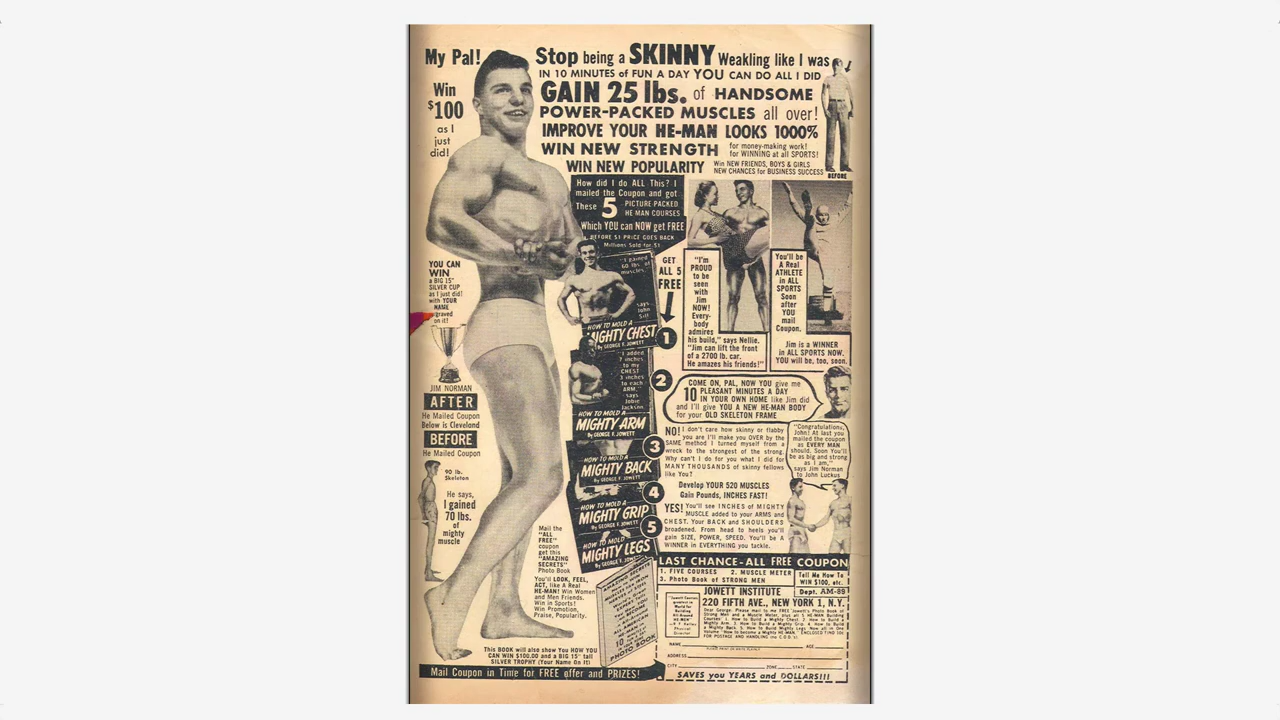 My Pal!
Stop being a SKINNY Weakling like I was
IN 10 MINUTES of FUN A DAY YOU CAN DO ALL I DID
GAIN 25 lbs. of HANDSOME
POWER-PACKED MUSCLES all over!
IMPROVE YOUR HE-MAN LOOKS 1000%
WIN NEW STRENGTH for money-making work!
for WINNING at all SPORTS!
WIN NEW POPULARITY Win NEW FRIENDS, BOYS & GIRLS
NEW CHANCES for BUSINESS SUCCESS
BEFORE
Win
$100
as I
just
did!
How did I do ALL This? I
mailed the Coupon and got
These 5 PICTURE-PACKED
HE MAN COURSES
Which YOU can NOW get FREE
BEFORE $1 PRICE GOES BACK
Millions Sold for $1
YOU CAN
WIN
a BIG 15"
SILVER CUP
as I just did!
with YOUR
NAME
on it!
JIM NORMAN
AFTER
He Mailed Coupon
Below is Cleveland
BEFORE
He Mailed Coupon
90 lb.
Skeleton
He says,
I gained
70 lbs.
of
mighty
muscle
"I gained
60 lbs. of
muscles,"
says
John
Sill
HOW TO MOLD A
MIGHTY CHEST
By GEORGE F. JOWETT
1
GET
ALL 5
FREE
"I added
7 inches
to my
CHEST
3 inches
to each
ARM,"
says
Jackson
HOW TO MOLD A
MIGHTY ARM
By GEORGE F. JOWETT
2
HOW TO MOLD A
MIGHTY BACK
By GEORGE F. JOWETT
3
HOW TO MOLD A
MIGHTY GRIP
By GEORGE F. JOWETT
4
HOW TO MOLD
MIGHTY LEGS
5
"I'm
PROUD
to be
seen
with
Jim
NOW!
Every-
body
admires
his build," says Nellie.
"Jim can lift the front
of a 2700 lb. car.
He amazes his friends!"
You'll be
A Real
ATHLETE
in ALL
SPORTS
Soon
after
YOU
mail
Coupon.
Jim is a WINNER
in ALL SPORTS NOW.
YOU will be, too, soon.
COME ON, PAL, NOW YOU give me
10 PLEASANT MINUTES A DAY
IN YOUR OWN HOME like Jim did
and I'll give YOU A NEW HE-MAN BODY
for your OLD SKELETON FRAME
NO! I don't care how skinny or flabby
you are I'll make you OVER by the
SAME method I turned myself from a
wreck to the strongest of the strong.
Why can't I do for you what I did for
MANY THOUSANDS of skinny fellows
like You?
Develop YOUR 520 MUSCLES
Gain Pounds, INCHES FAST!
YES! You'll see INCHES of MIGHTY
MUSCLE added to your ARMS and
CHEST. Your BACK and SHOULDERS
broadened. From head to heels you'll
gain SIZE, POWER, SPEED. You'll be A
WINNER in EVERYTHING you tackle.
"Congratulations,
John! At last you
mailed the coupon
as EVERY MAN
should. Soon You'll
be as big and strong
as I am,"
says Jim Norman
to John Luckus
Mail the
"ALL
FREE"
coupon
get this
"AMAZING
SECRETS"
Photo Book
You'll LOOK, FEEL,
ACT, like A Real
HE-MAN! Win Women
and Men Friends.
Win in Sports!
Win Promotion,
Praise, Popularity.
PHOTO BOOK
This BOOK will also show You HOW YOU
CAN WIN $100.00 and a BIG 15" tall
SILVER TROPHY (Your Name On It)
Mail Coupon in Time for FREE offer and PRIZES!
LAST CHANCE-ALL FREE COUPON
1. FIVE COURSES 2. MUSCLE METER
3. Photo Book of STRONG MEN
Tell Me How To
WIN $100. etc.
Dept. AM-89
JOWETT INSTITUTE
220 FIFTH AVE., NEW YORK 1, N.Y.
Dear George: Please mail to me FREE Jowett's Photo Book of
Strong Men and a Muscle Meter, plus all 5 HE-MAN Building
Courses: 1. How to Build a Mighty Chest. 2. How to Build a
Mighty Arm. 3. How to Build a Mighty Grip. 4. How to Build
a Mighty Back. 5. How to Build Mighty Legs
FOR POSTAGE AND HANDLING (no C.O.D.'s).
NAME AGE
PLEASE PRINT OR WRITE PLAINLY
ADDRESS
CITY ZONE STATE
SAVES you YEARS and DOLLARS!!!